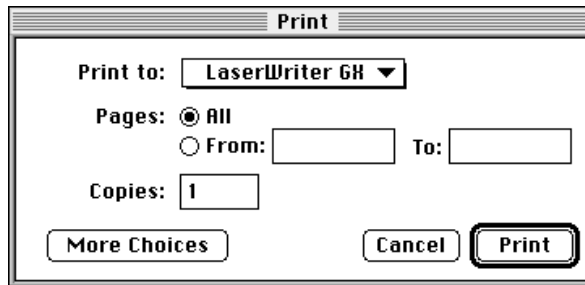 Print
Print to: LaserWriter GX
Pages: All
From: To:
Copies: 1
More Choices Cancel Print